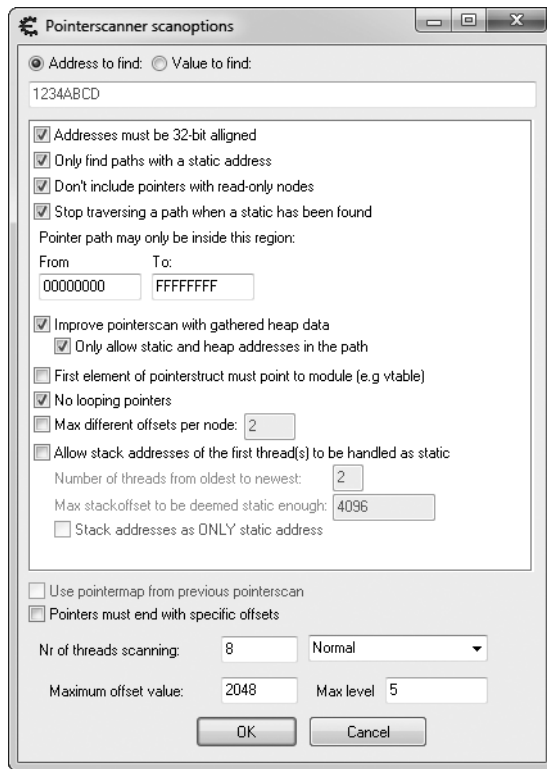 Pointerscanner scanoptions
Address to find: Value to find:
1234ABCD
Addresses must be 32-bit alligned
Only find paths with a static address
Don't include pointers with read-only nodes
Stop traversing a path when a static has been found
Pointer path may only be inside this region:
From To:
00000000 FFFFFFFF
Improve pointerscan with gathered heap data
Only allow static and heap addresses in the path
First element of pointerstruct must point to module (e.g vtable)
No looping pointers
Max different offsets per node: 2
Allow stack addresses of the first thread(s) to be handled as static
Number of threads from oldest to newest: 2
Max stackoffset to be deemed static enough: 4096
Stack addresses as ONLY static address
Use pointermap from previous pointerscan
Pointers must end with specific offsets
Nr of threads scanning: 8 Normal
Maximum offset value: 2048 Max level 5
OK Cancel